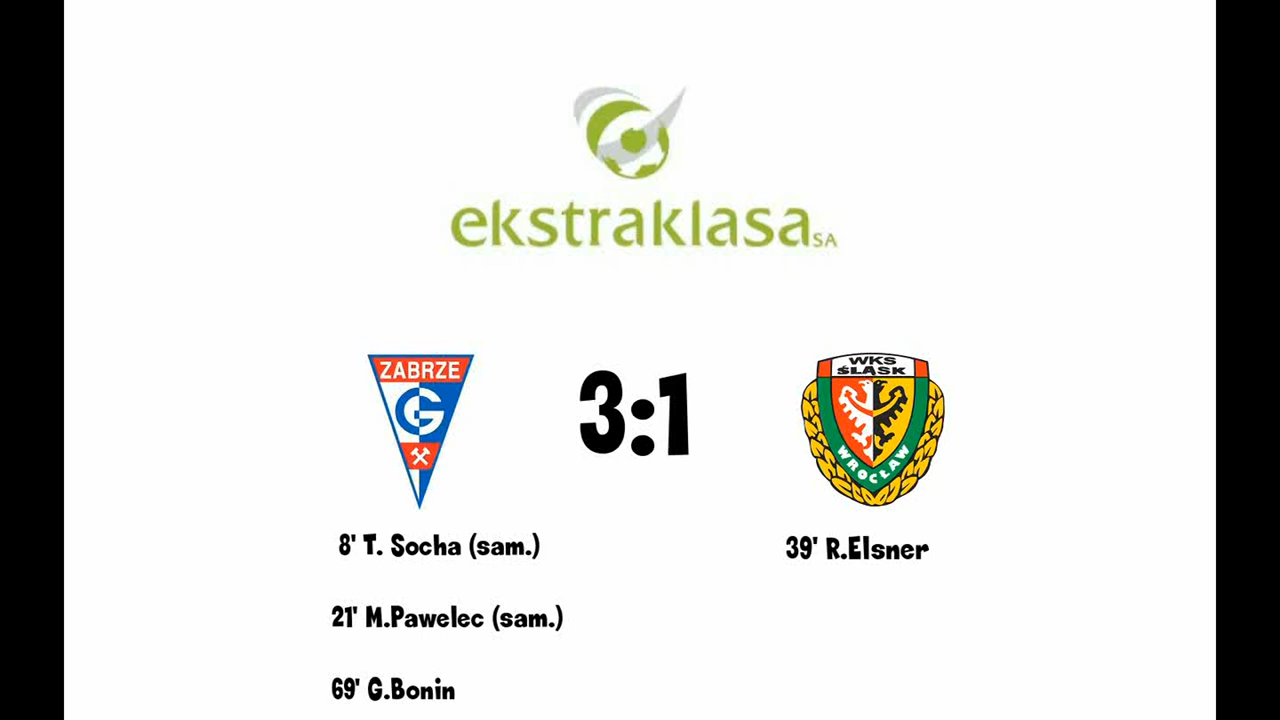 ekstraklasa SA
ZABRZE
G
3:1
WKS
ŚLĄSK
WROCŁAW
8' T. Socha (sam.)
39' R.Elsner
21' M.Pawelec (sam.)
69' G.Bonin